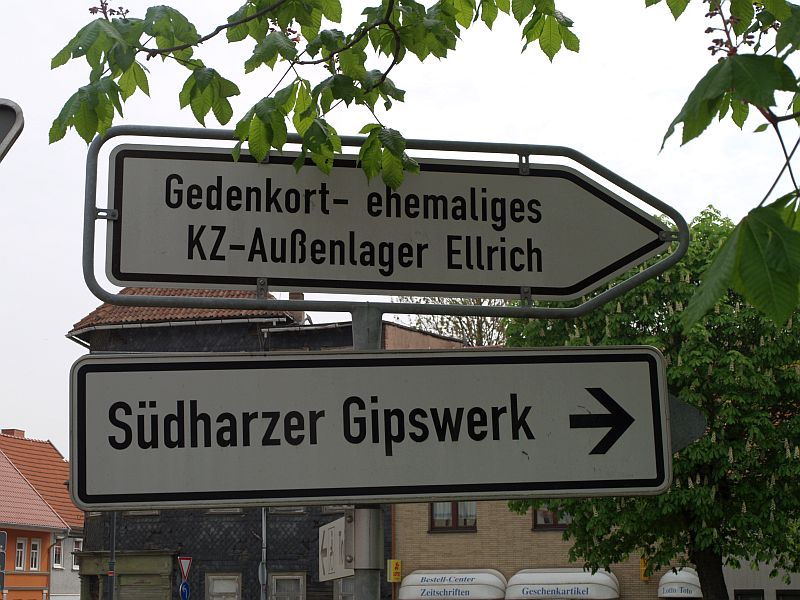 Gedenkort- ehemaliges
KZ-Außenlager Ellrich
Südharzer Gipswerk
Bestell-Center
Zeitschriften
Geschenkartikel
Lotto-Toto